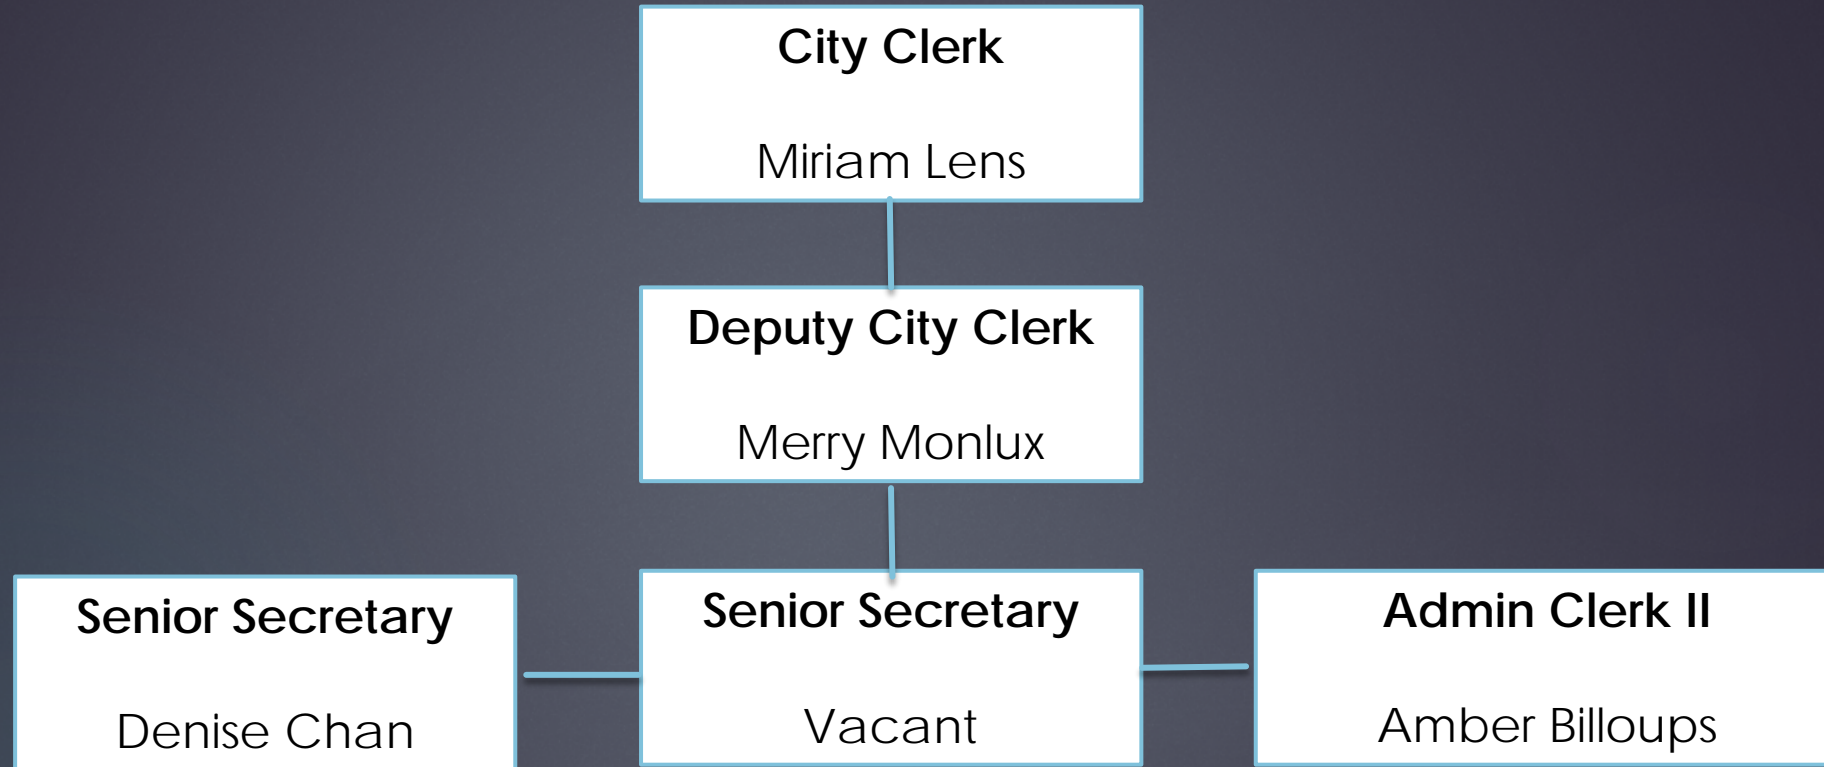 City Clerk
Miriam Lens
Deputy City Clerk
Merry Monlux
Senior Secretary
Denise Chan
Senior Secretary
Vacant
Admin Clerk II
Amber Billoups